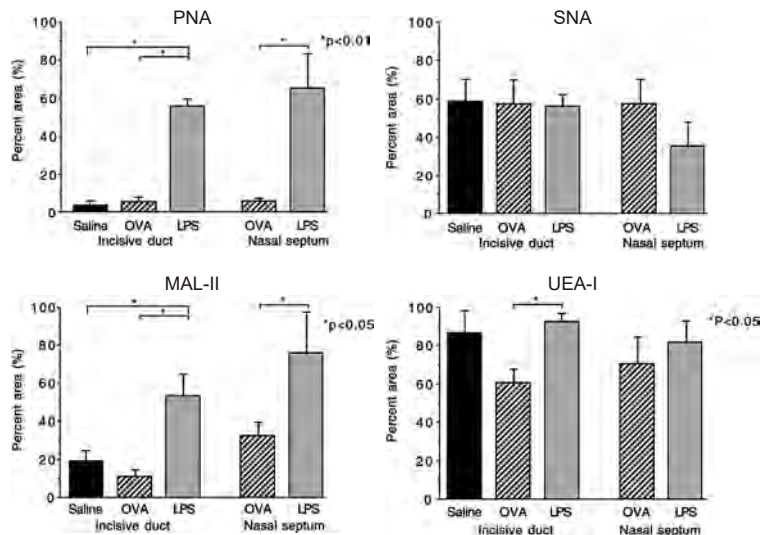 PNA
Percent area (%)
100
80
60
40
20
0
*
*
*
*p<0.01
Saline OVA LPS OVA LPS
Incisive duct Nasal septum
SNA
Percent area (%)
100
80
60
40
20
0
Saline OVA LPS OVA LPS
Incisive duct Nasal septum
MAL-II
Percent area (%)
100
80
60
40
20
0
*
*
*
*p<0.05
Saline OVA LPS OVA LPS
Incisive duct Nasal septum
UEA-I
Percent area (%)
100
80
60
40
20
0
*
*P<0.05
Saline OVA LPS OVA LPS
Incisive duct Nasal septum